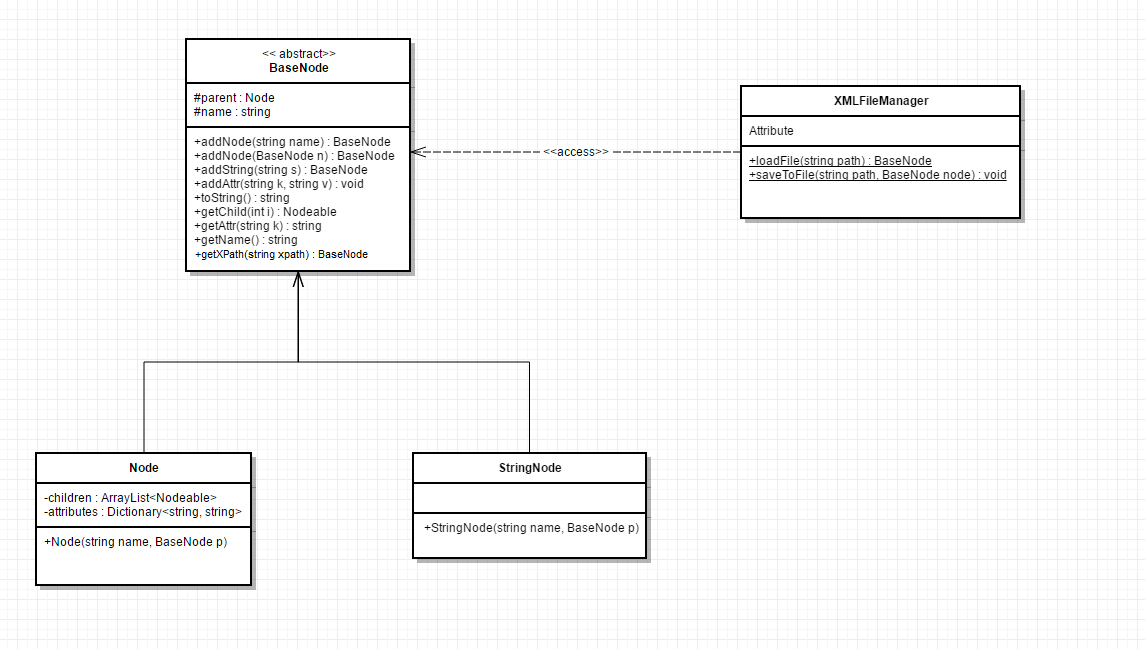 << abstract>>
BaseNode
#parent : Node
#name : string
+addNode(string name) : BaseNode
+addNode(BaseNode n) : BaseNode
+addString(string s) : BaseNode
+addAttr(string k, string v) : void
+toString() : string
+getChild(int i) : Nodeable
+getAttr(string k) : string
+getName() : string
+getXPath(string xpath) : BaseNode
<<access>>
XMLFileManager
Attribute
+loadFile(string path) : BaseNode
+saveToFile(string path, BaseNode node) : void
Node
-children : ArrayList<Nodeable>
-attributes : Dictionary<string, string>
+Node(string name, BaseNode p)
StringNode
+StringNode(string name, BaseNode p)